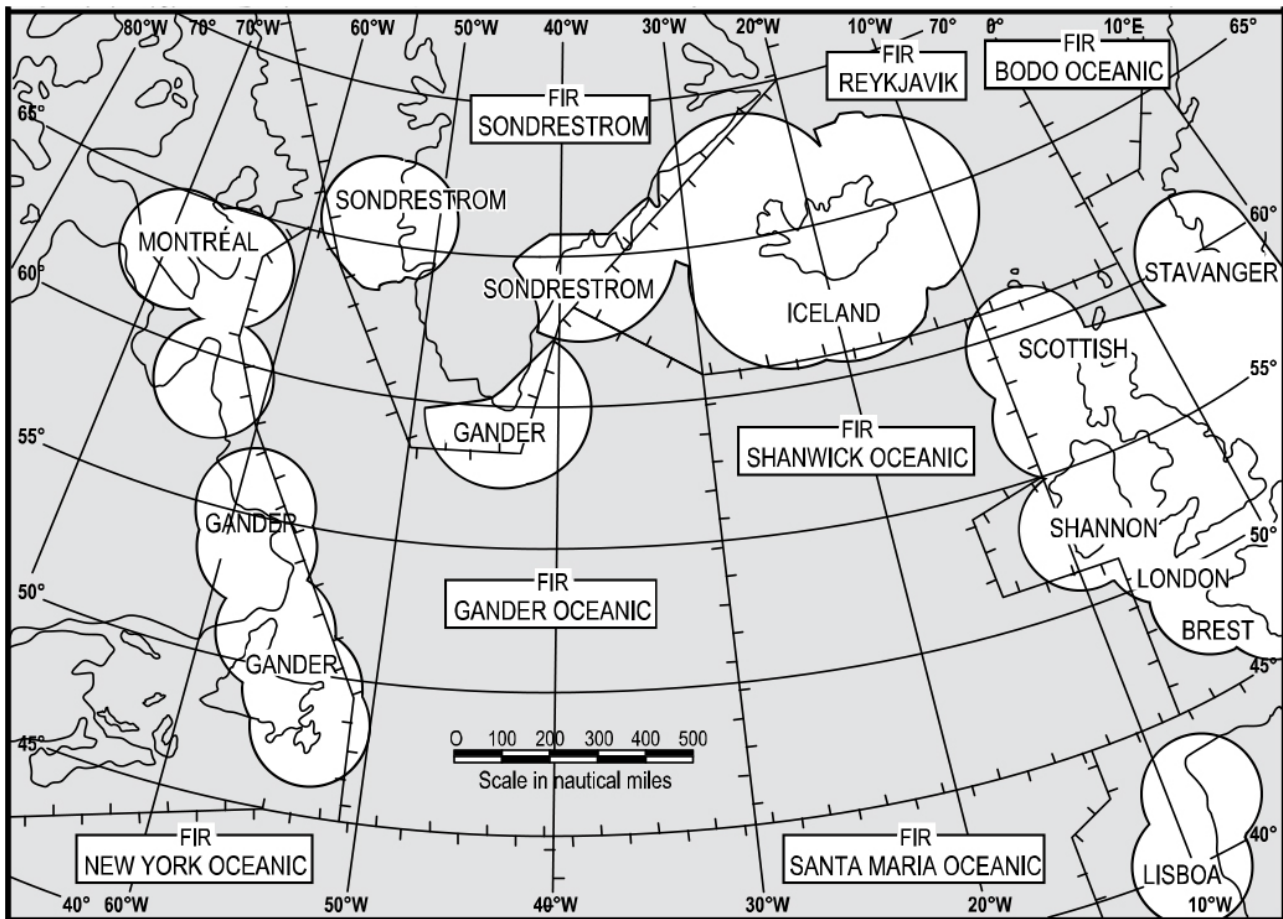 80°W 70° 70°W 60°W 50°W 40°W 30°W 20°W 10°W 70° 0° 10°E 65°
FIR
REYKJAVIK
FIR
BODO OCEANIC
FIR
SONDRESTROM
65°
SONDRESTROM
60°
MONTRÉAL
STAVANGER
60°
SONDRESTROM
ICELAND
SCOTTISH
55°
GANDER
FIR
SHANWICK OCEANIC
55°
GANDER
SHANNON
50°
LONDON
50°
FIR
GANDER OCEANIC
BREST
GANDER
45°
45°
O 100 200 300 400 500
Scale in nautical miles
FIR
NEW YORK OCEANIC
FIR
SANTA MARIA OCEANIC
40°
LISBOA
40° 60°W 50°W 40°W 30°W 20°W 10°W